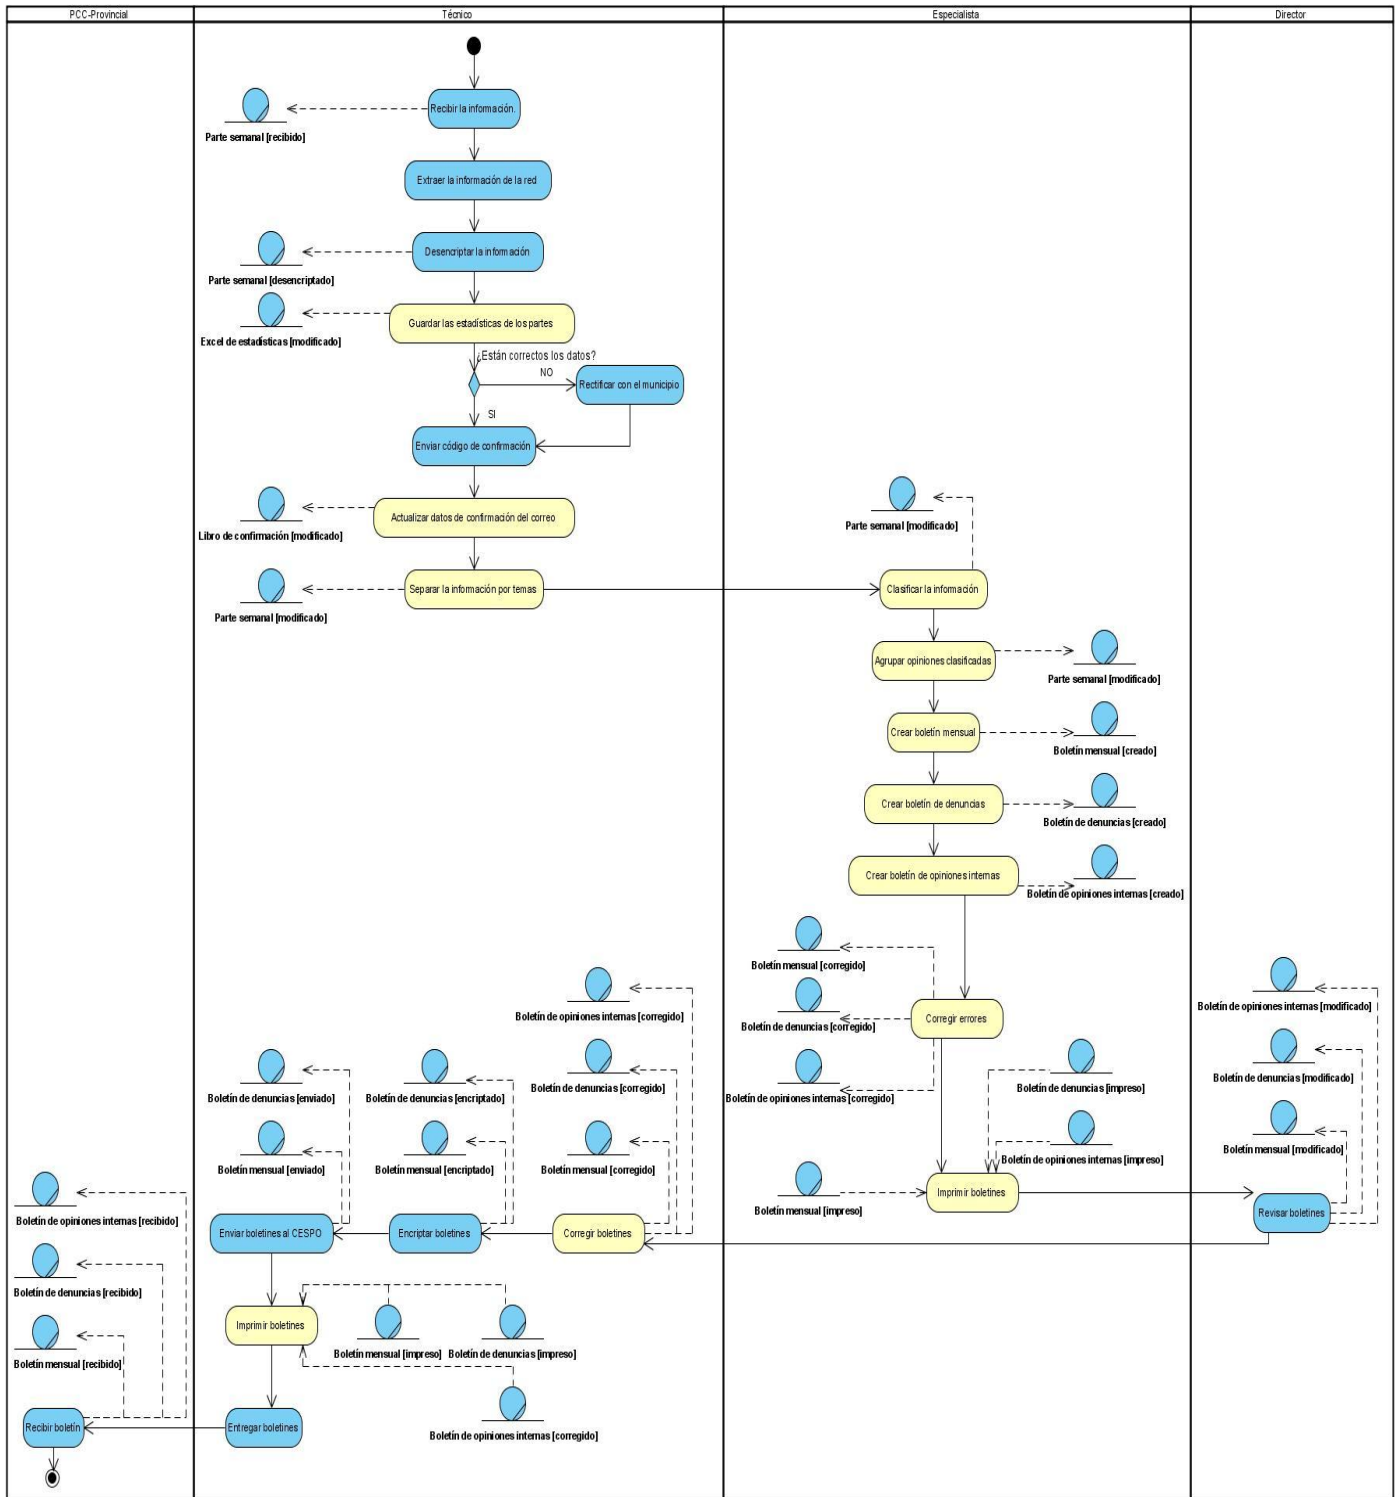 PCC-Provincial
Técnico
Especialista
Director
Recibir la información.
Parte semanal [recibido]
Extraer la información de la red
Desencriptar la información
Parte semanal [desencriptado]
Guardar las estadísticas de los partes
Excel de estadísticas [modificado]
¿Están correctos los datos?
NO
Rectificar con el municipio
SI
Enviar código de confirmación
Parte semanal [modificado]
Actualizar datos de confirmación del correo
Libro de confirmación [modificado]
Separar la información por temas
Clasificar la información
Parte semanal [modificado]
Agrupar opiniones clasificadas
Parte semanal [modificado]
Crear boletín mensual
Boletín mensual [creado]
Crear boletín de denuncias
Boletín de denuncias [creado]
Crear boletín de opiniones internas
Boletín de opiniones internas [creado]
Boletín mensual [corregido]
Boletín de opiniones internas [modificado]
Boletín de opiniones internas [corregido]
Corregir errores
Boletín de denuncias [corregido]
Boletín de denuncias [modificado]
Boletín de denuncias [impreso]
Boletín de denuncias [enviado]
Boletín de denuncias [encriptado]
Boletín de denuncias [corregido]
Boletín de opiniones internas [corregido]
Boletín mensual [modificado]
Boletín de opiniones internas [impreso]
Boletín mensual [enviado]
Boletín mensual [encriptado]
Boletín mensual [corregido]
Imprimir boletines
Boletín mensual [impreso]
Revisar boletines
Boletín de opiniones internas [recibido]
Enviar boletines al CESPO
Encriptar boletines
Corregir boletines
Boletín de denuncias [recibido]
Imprimir boletines
Boletín mensual [impreso]
Boletín de denuncias [impreso]
Boletín mensual [recibido]
Recibir boletín
Entregar boletines
Boletín de opiniones internas [corregido]